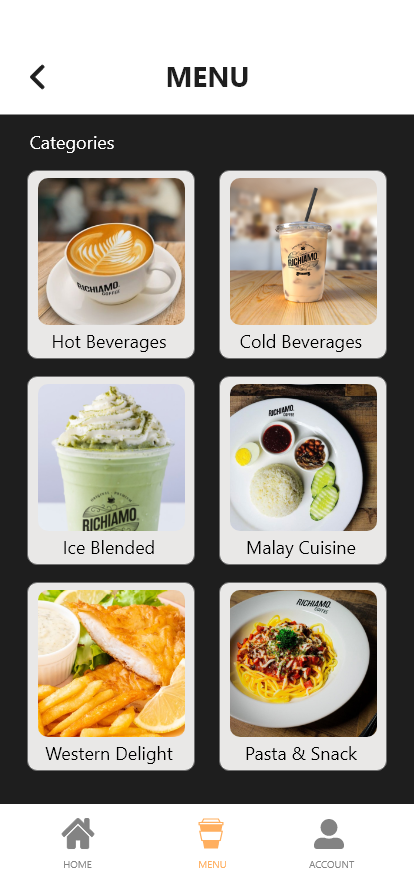 MENU
Categories
RICHIAMO
COFFEE
Hot Beverages
RICHIAMO
COFFEE
Cold Beverages
RICHIAMO
Ice Blended
RICHIAMO
COFFEE
Malay Cuisine
Western Delight
RICHIAMO
COFFEE
Pasta & Snack
HOME
MENU
ACCOUNT